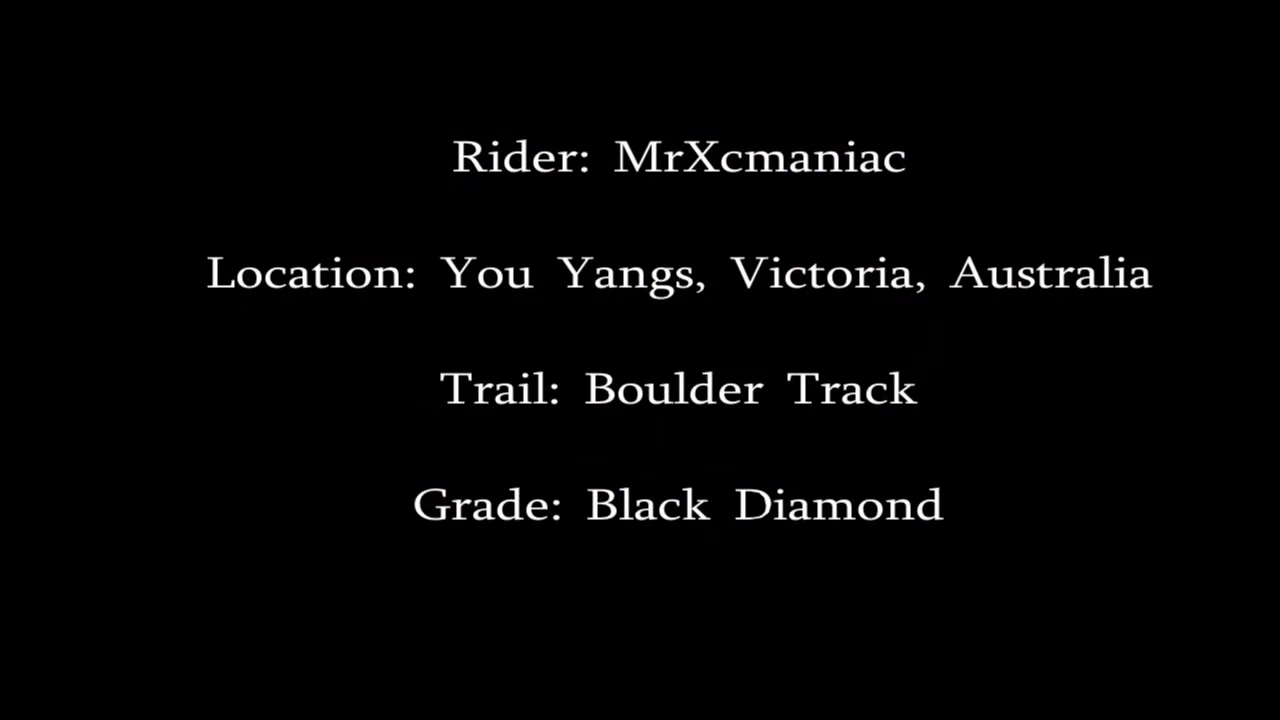 Rider: MrXcmaniac
Location: You Yangs, Victoria, Australia
Trail: Boulder Track
Grade: Black Diamond